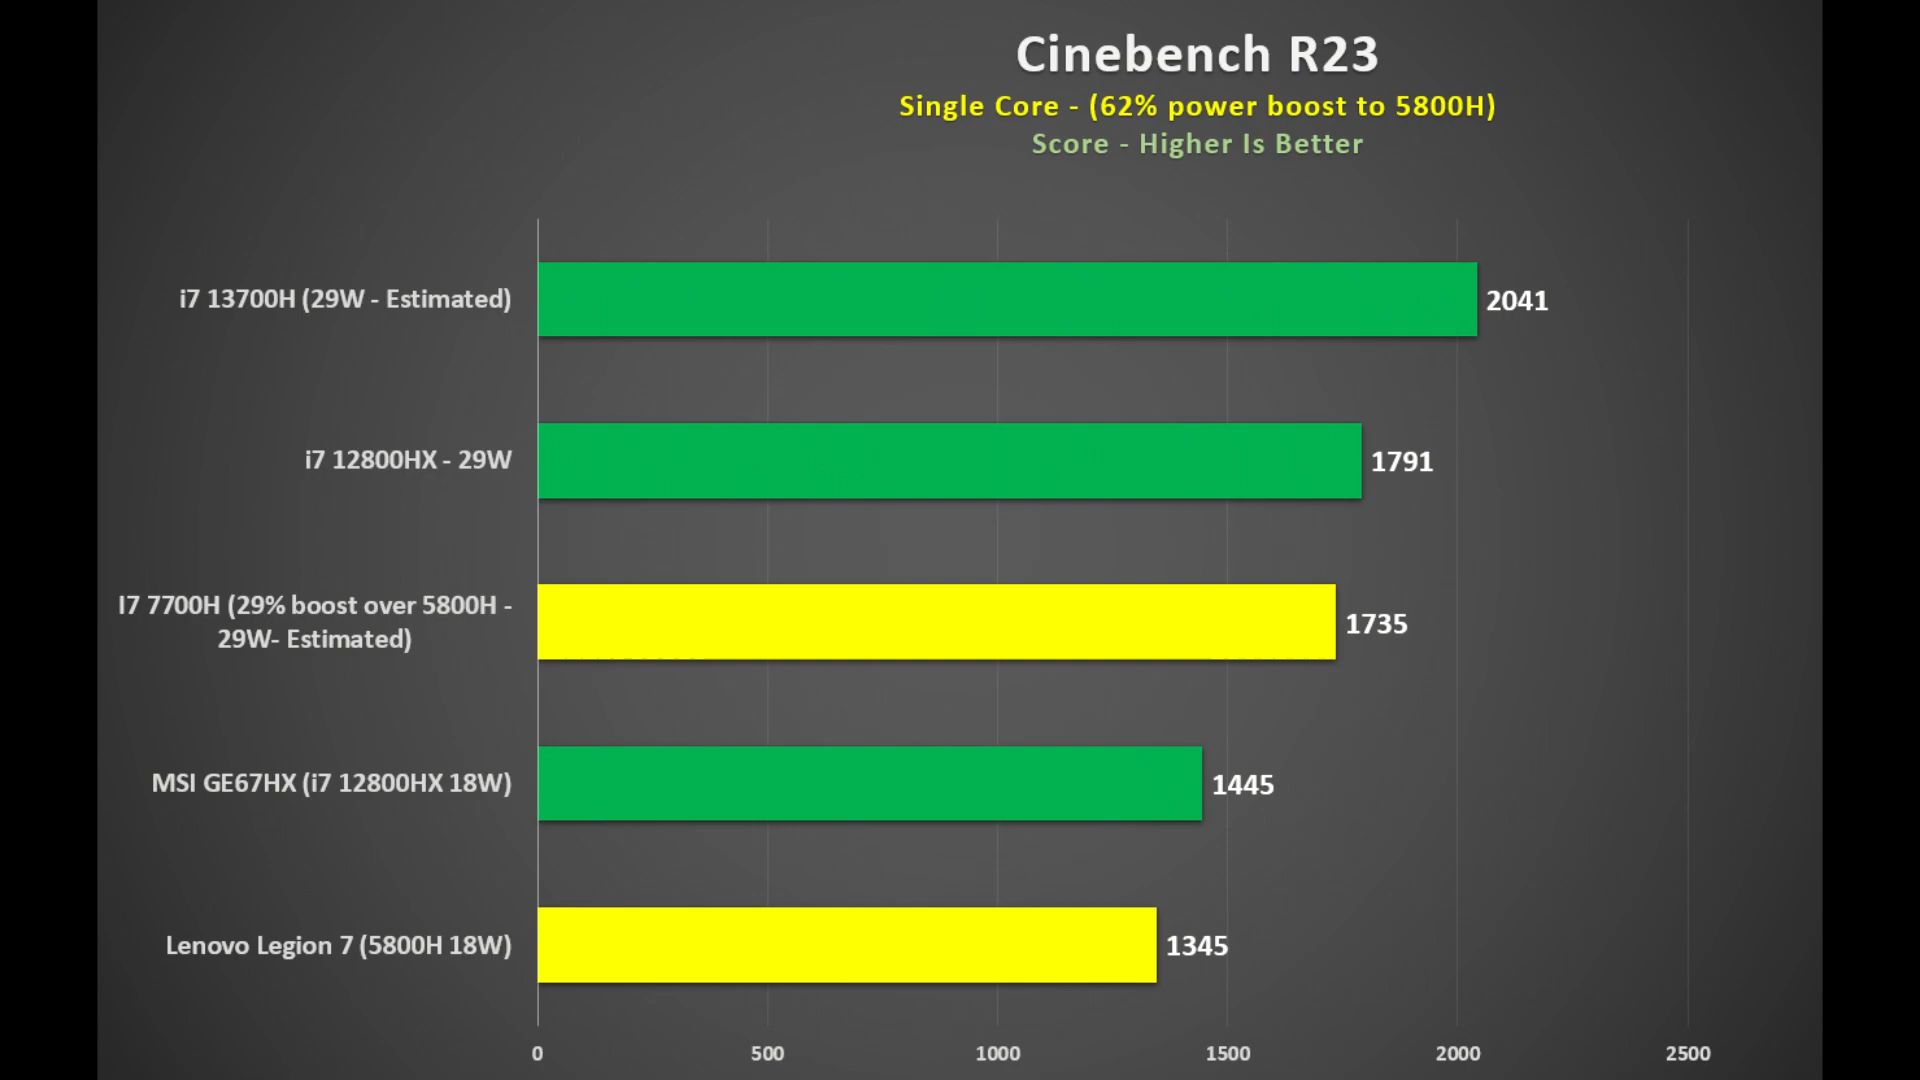 Cinebench R23
Single Core - (62% power boost to 5800H)
Score - Higher Is Better
i7 13700H (29W - Estimated)
2041
i7 12800HX - 29W
1791
I7 7700H (29% boost over 5800H -
29W- Estimated)
1735
MSI GE67HX (i7 12800HX 18W)
1445
Lenovo Legion 7 (5800H 18W)
1345
0 500 1000 1500 2000 2500